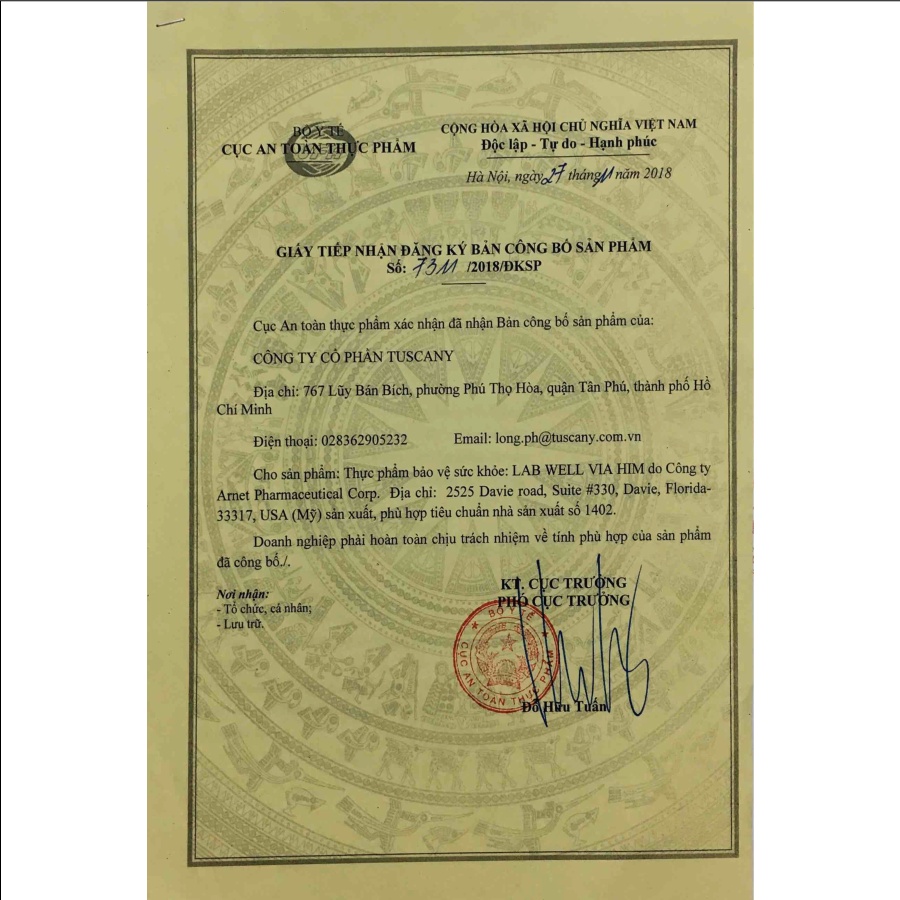 BỘ Y TẾ
CỤC AN TOÀN THỰC PHẨM
CỘNG HÒA XÃ HỘI CHỦ NGHĨA VIỆT NAM
Độc lập - Tự do - Hạnh phúc
Hà Nội, ngày 27 tháng 11 năm 2018
GIẤY TIẾP NHẬN ĐĂNG KÝ BẢN CÔNG BỐ SẢN PHẨM
Số: 7311 /2018/ĐKSP
Cục An toàn thực phẩm xác nhận đã nhận Bản công bố sản phẩm của:
CÔNG TY CỔ PHẦN TUSCANY
Địa chỉ: 767 Lũy Bán Bích, phường Phú Thọ Hòa, quận Tân Phú, thành phố Hồ
Chí Minh
Điện thoại: 028362905232 Email: long.ph@tuscany.com.vn
Cho sản phẩm: Thực phẩm bảo vệ sức khỏe: LAB WELL VIA HIM do Công ty
Arnet Pharmaceutical Corp. Địa chỉ: 2525 Davie road, Suite #330, Davie, Florida-
33317, USA (Mỹ) sản xuất, phù hợp tiêu chuẩn nhà sản xuất số 1402.
Doanh nghiệp phải hoàn toàn chịu trách nhiệm về tính phù hợp của sản phẩm
đã công bố./.
Nơi nhận:
- Tổ chức, cá nhân;
- Lưu trữ.
KT. CỤC TRƯỞNG
PHÓ CỤC TRƯỞNG
BỘ Y TẾ
CỤC AN TOÀN THỰC PHẨM
Đỗ Hữu Tuấn